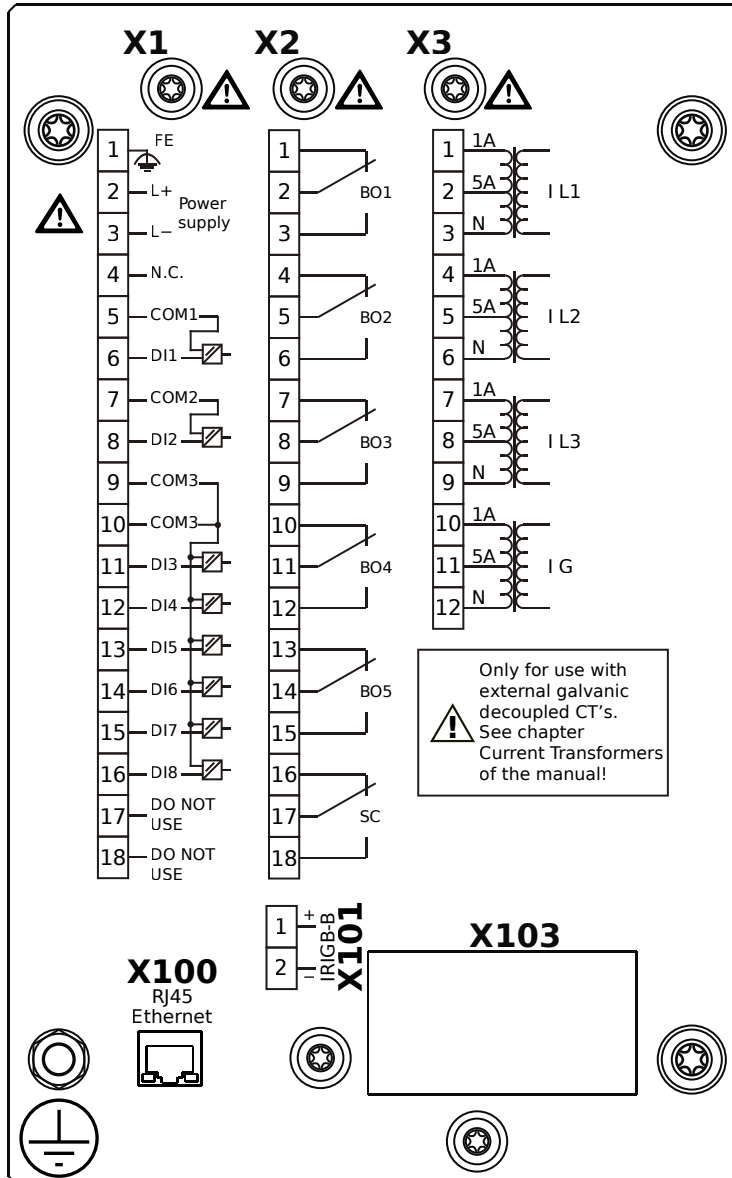 X1
X2
X3
1 FE
2 L+
Power
supply
3 L−
4 N.C.
5 COM1
6 DI1
7 COM2
8 DI2
9 COM3
10 COM3
11 DI3
12 DI4
13 DI5
14 DI6
15 DI7
16 DI8
17 DO NOT
USE
18 DO NOT
USE
1
2 BO1
3
4
5 BO2
6
7
8 BO3
9
10
11 BO4
12
13
14 BO5
15
16
17 SC
18
1 1A
2 5A I L1
3 N
4 1A
5 5A I L2
6 N
7 1A
8 5A I L3
9 N
10 1A
11 5A I G
12 N
Only for use with
external galvanic
decoupled CT's.
See chapter
Current Transformers
of the manual!
X100
RJ45
Ethernet
1 +
2 −
IRIGB-B
X101
X103